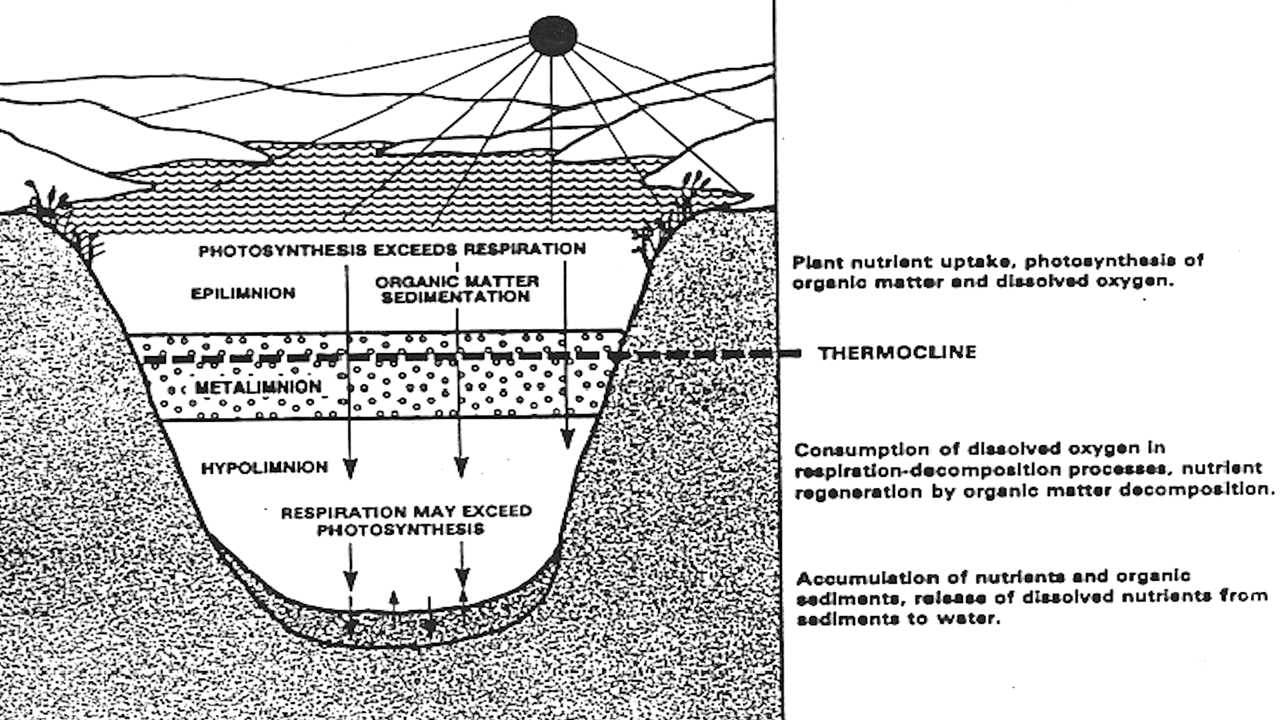 PHOTOSYNTHESIS EXCEEDS RESPIRATION
EPILIMNION
ORGANIC MATTER
SEDIMENTATION
METALIMNION
HYPOLIMNION
RESPIRATION MAY EXCEED
PHOTOSYNTHESIS
Plant nutrient uptake, photosynthesis of
organic matter and dissolved oxygen.
THERMOCLINE
Consumption of dissolved oxygen in
respiration-decomposition processes, nutrient
regeneration by organic matter decomposition.
Accumulation of nutrients and organic
sediments, release of dissolved nutrients from
sediments to water.